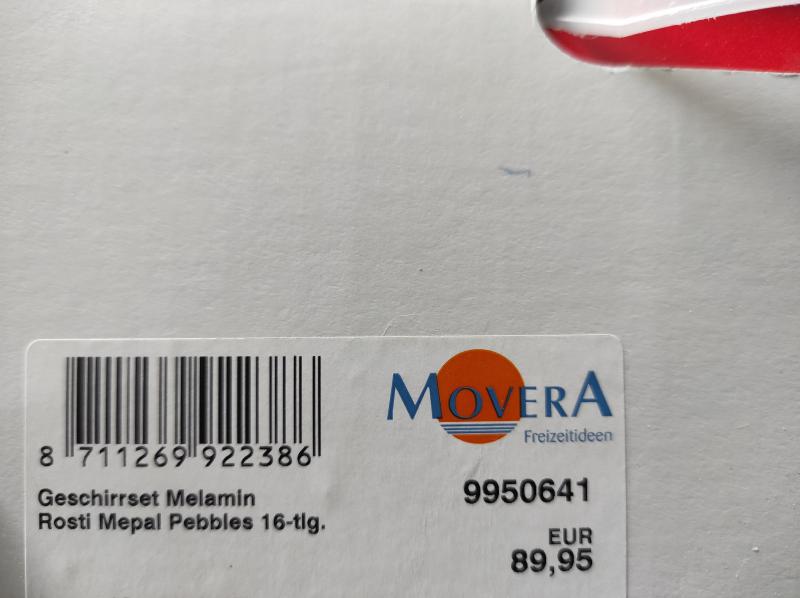 MOVERA
Freizeitideen
8 711269 922386
Geschirrset Melamin
Rosti Mepal Pebbles 16-tlg.
9950641
EUR
89,95